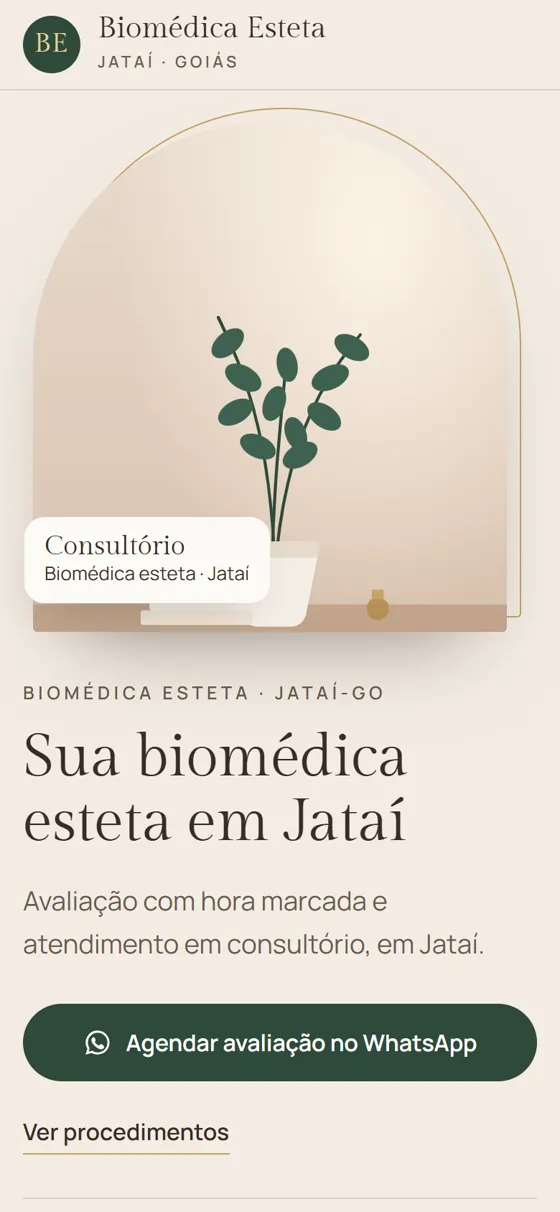 BE
Biomédica Esteta
JATAÍ · GOIÁS
Consultório
Biomédica esteta · Jataí
BIOMÉDICA ESTETA · JATAÍ-GO
Sua biomédica
esteta em Jataí
Avaliação com hora marcada e
atendimento em consultório, em Jataí.
Agendar avaliação no WhatsApp
Ver procedimentos